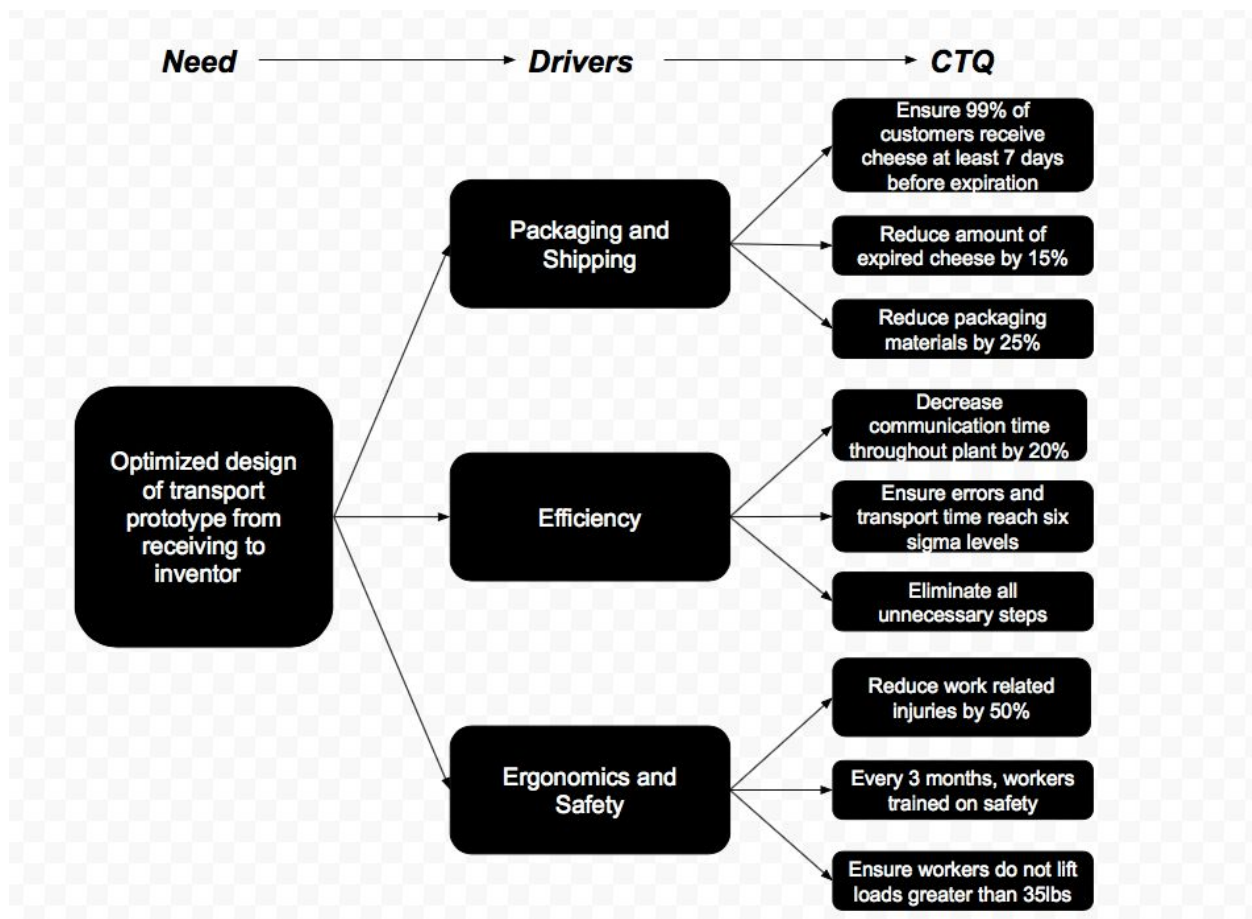 Need
Drivers
CTQ
Optimized design
of transport
prototype from
receiving to
inventor
Packaging and
Shipping
Ensure 99% of
customers receive
cheese at least 7 days
before expiration
Reduce amount of
expired cheese by 15%
Reduce packaging
materials by 25%
Efficiency
Decrease
communication time
throughout plant by 20%
Ensure errors and
transport time reach six
sigma levels
Eliminate all
unnecessary steps
Ergonomics and
Safety
Reduce work related
injuries by 50%
Every 3 months, workers
trained on safety
Ensure workers do not lift
loads greater than 35lbs